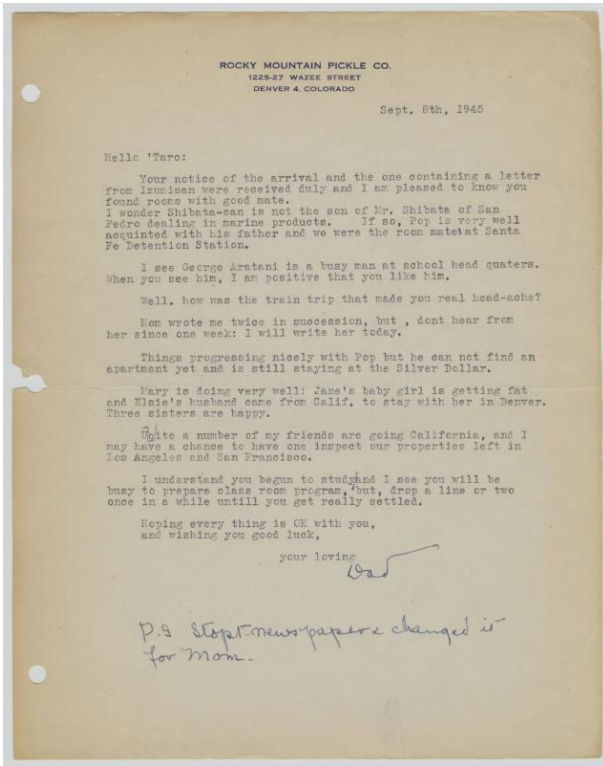 ROCKY MOUNTAIN PICKLE CO.
1225-27 WAZEE STREET
DENVER 4, COLORADO
Sept. 8th, 1945
Hello 'Taro:
Your notice of the arrival and the one containing a letter
from Izumisan were received duly and I am pleased to know you
found rooms with good mate.
I wonder Shibata-san is not the son of Mr. Shibata of San
Pedro dealing in marine products. If so, Pop is very well
acquinted with his father and we were the room mate at Santa
Fe Detention Station.
I see George Aratani is a busy man at school head quaters.
When you see him, I am positive that you like him.
Well, how was the train trip that made you real head-ache?
Mom wrote me twice in succession, but , dont hear from
her since one week: I will write her today.
Things progressing nicely with Pop but he can not find an
apartment yet and is still staying at the Silver Dollar.
Mary is doing very well: Jane's baby girl is getting fat
and Elsie's husband came from Calif. to stay with her in Denver.
Three sisters are happy.
Quite a number of my friends are going California, and I
may have a chance to have one inspect our properties left in
Los Angeles and San Francisco.
I understand you begun to study and I see you will be
busy to prepare class room program, but, drop a line or two
once in a while untill you get really settled.
Hoping every thing is OK with you,
and wishing you good luck,
your loving
Dad
P.S Stopt newspapers changed it
for Mom.